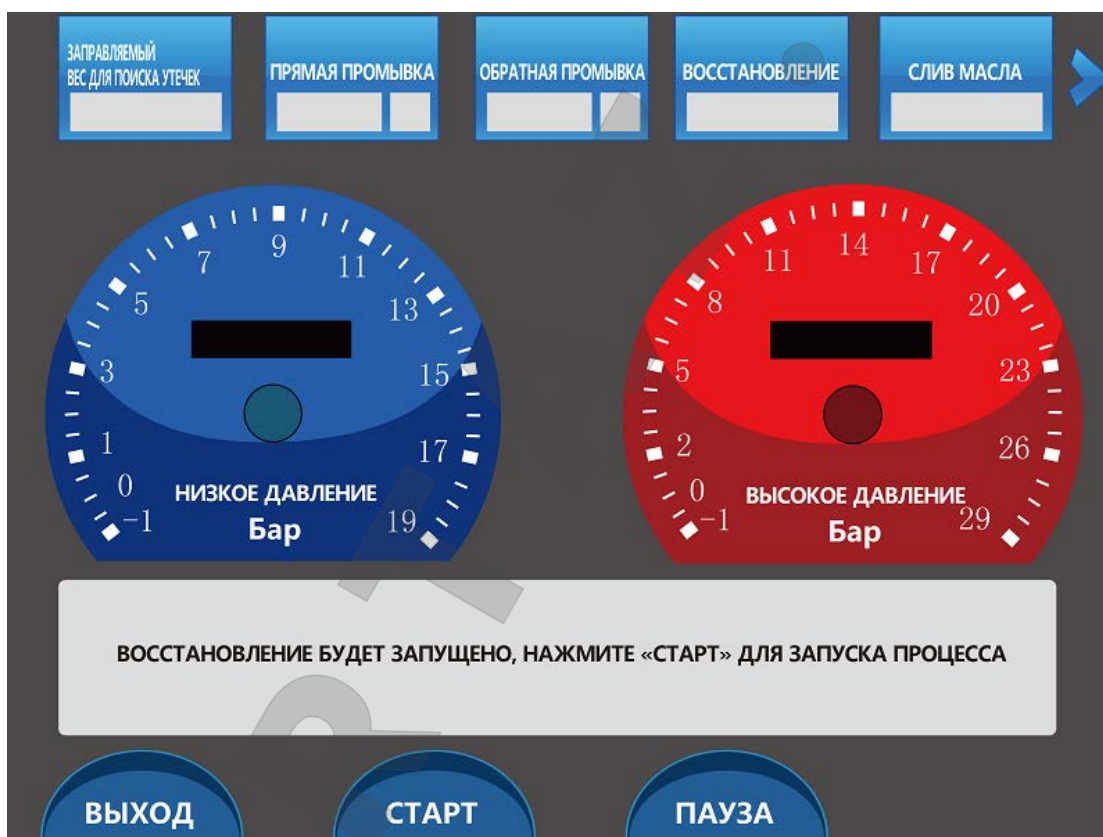 ЗАПРАВЛЯЕМЫЙ
ВЕС ДЛЯ ПОИСКА УТЕЧЕК
ПРЯМАЯ ПРОМЫВКА
ОБРАТНАЯ ПРОМЫВКА
ВОССТАНОВЛЕНИЕ
СЛИВ МАСЛА
-1
0
1
3
5
7
9
11
13
15
17
19
НИЗКОЕ ДАВЛЕНИЕ
Бар
-1
0
2
5
8
11
14
17
20
23
26
29
ВЫСОКОЕ ДАВЛЕНИЕ
Бар
ВОССТАНОВЛЕНИЕ БУДЕТ ЗАПУЩЕНО, НАЖМИТЕ «СТАРТ» ДЛЯ ЗАПУСКА ПРОЦЕССА
ВЫХОД
СТАРТ
ПАУЗА